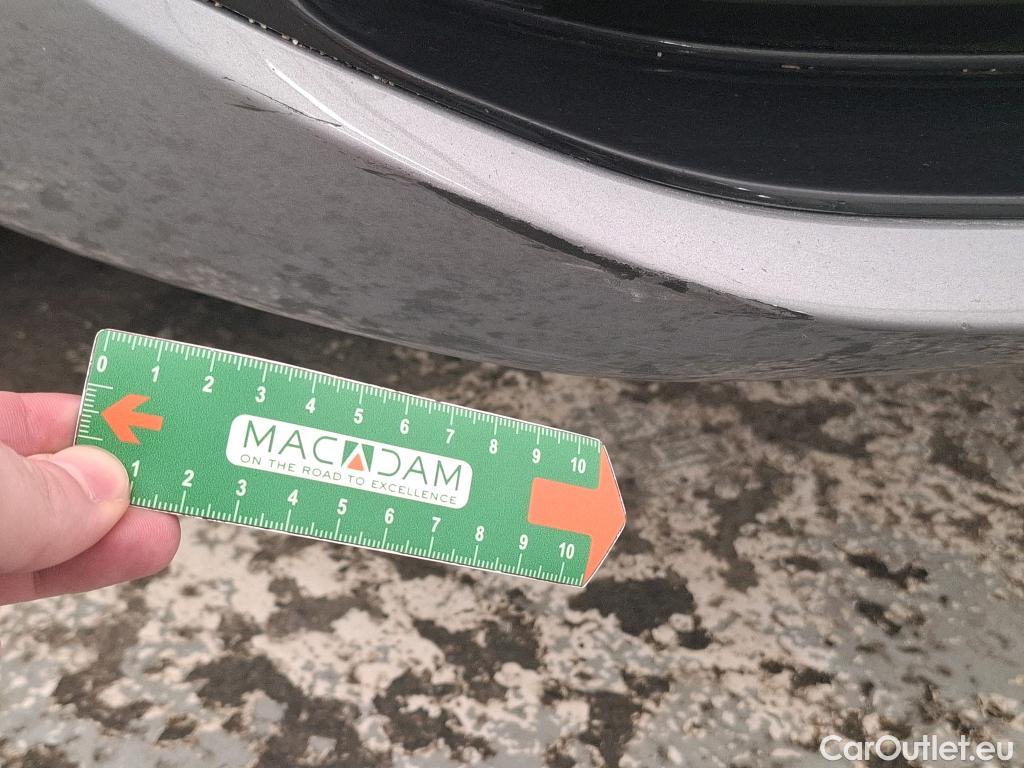 0 1 2 3 4 5 6 7 8 9 10
MACADAM
ON THE ROAD TO EXCELLENCE
1 2 3 4 5 6 7 8 9 10
CarOutlet.eu